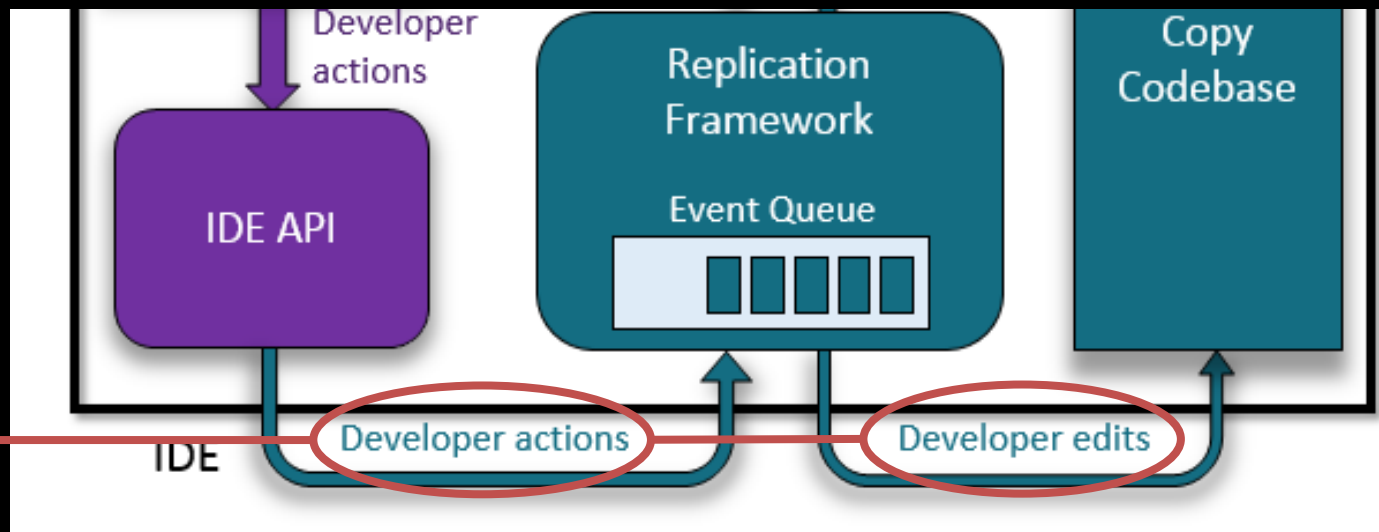 Developer
actions
Replication
Framework
Copy
Codebase
IDE API
Event Queue
Developer actions
Developer edits
IDE